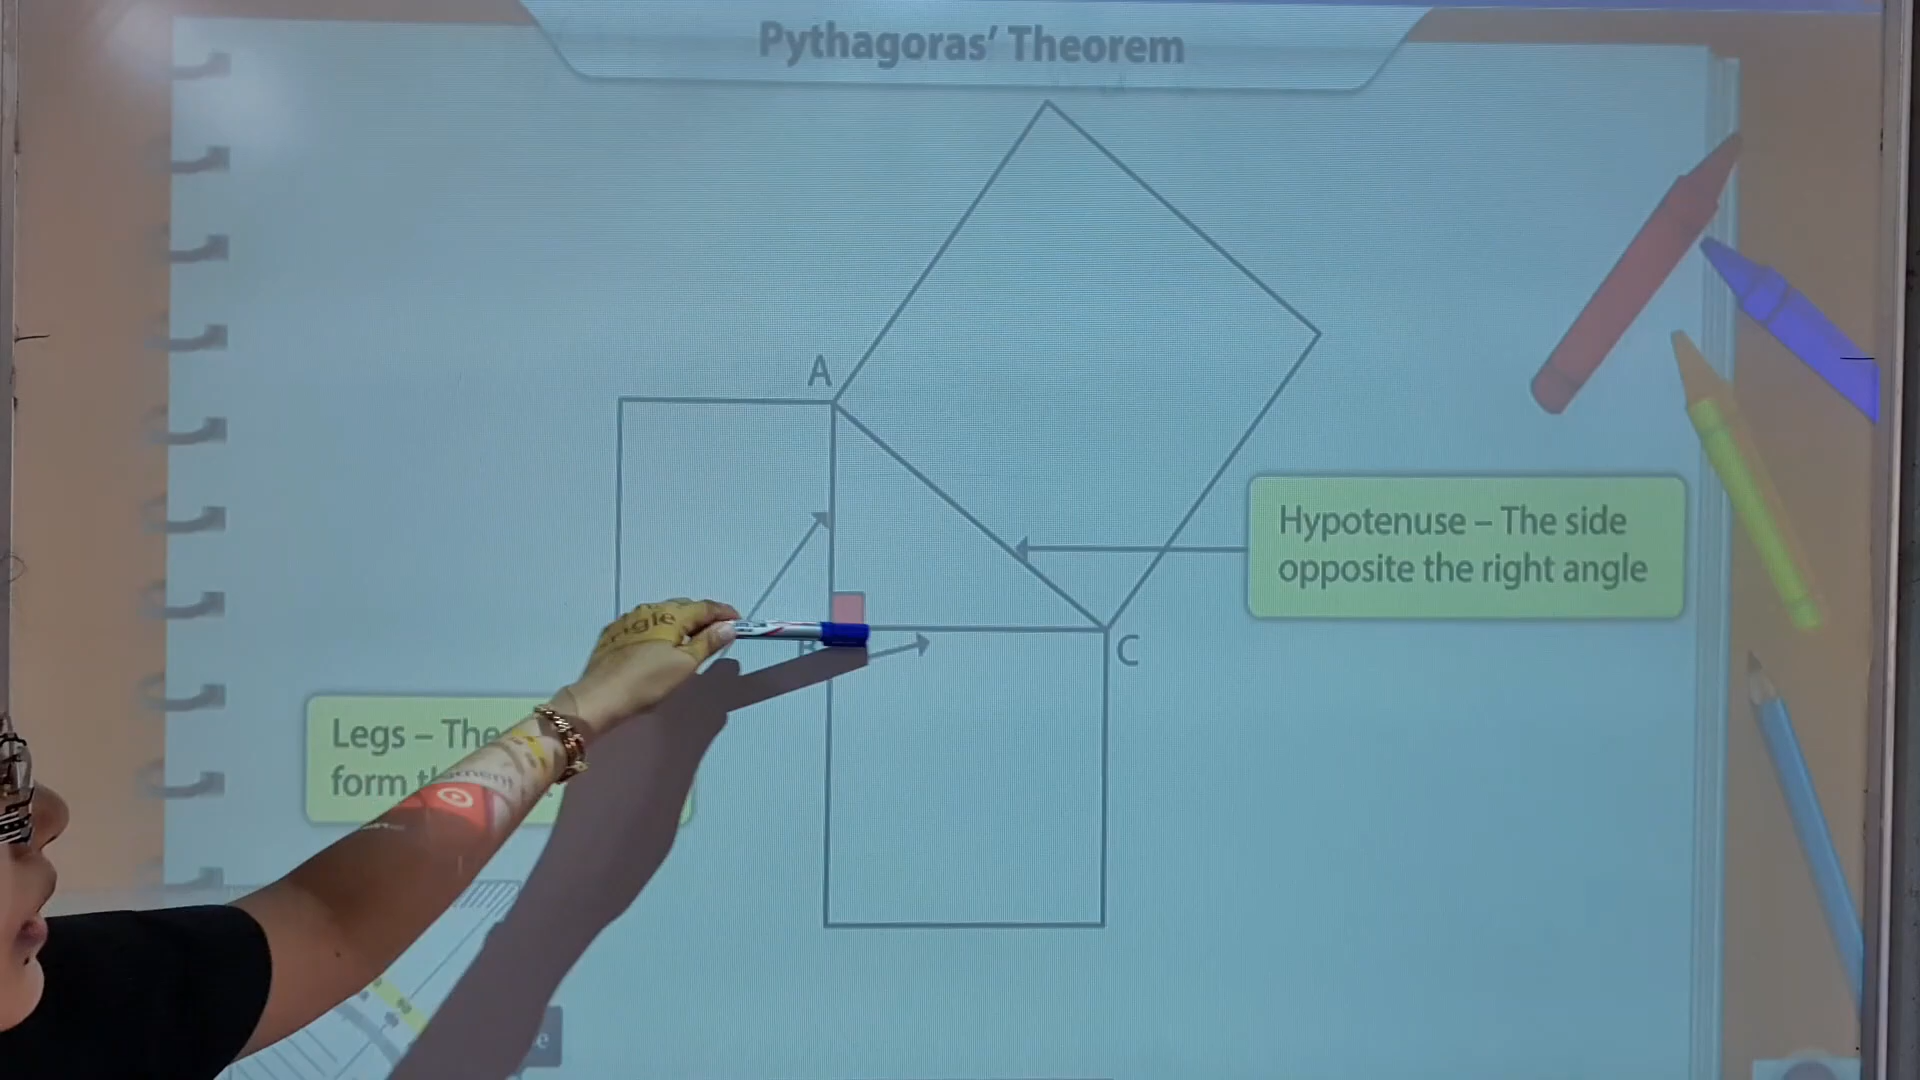 Pythagoras' Theorem
A
Hypotenuse – The side
opposite the right angle
B
C
Legs – The
form